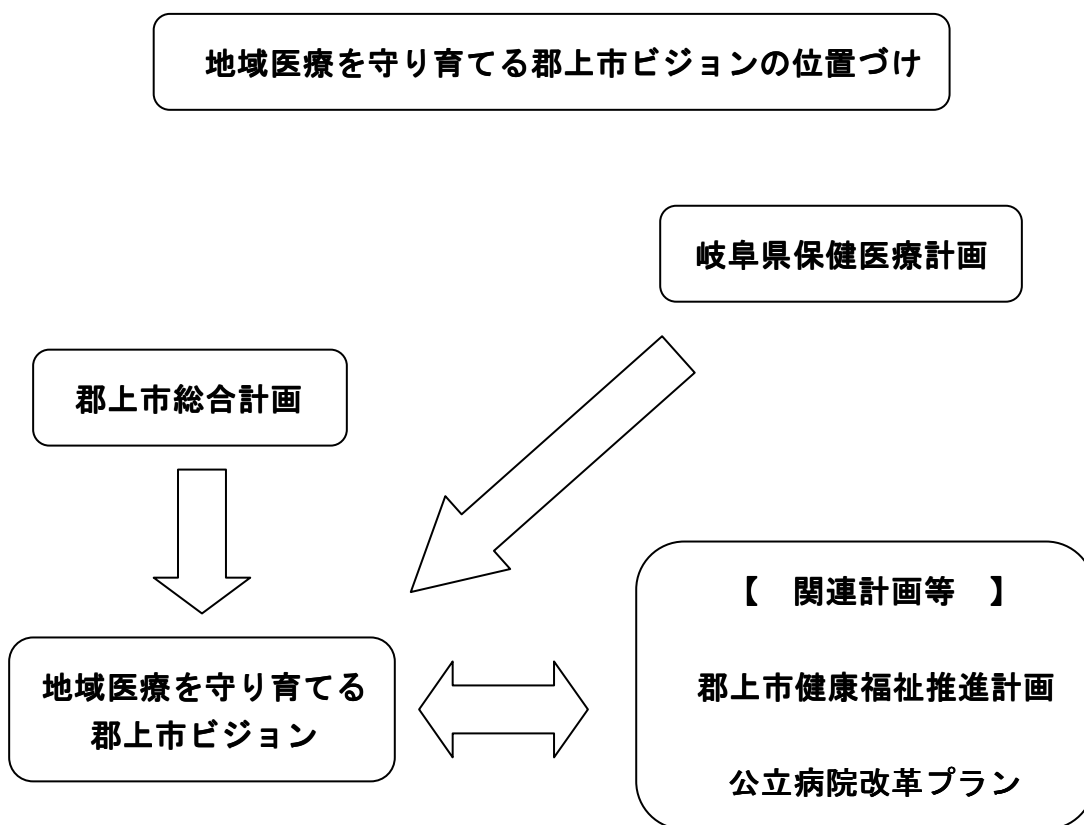 地域医療を守り育てる郡上市ビジョンの位置づけ
岐阜県保健医療計画
郡上市総合計画
地域医療を守り育てる
郡上市ビジョン
【　関連計画等　】
郡上市健康福祉推進計画
公立病院改革プラン